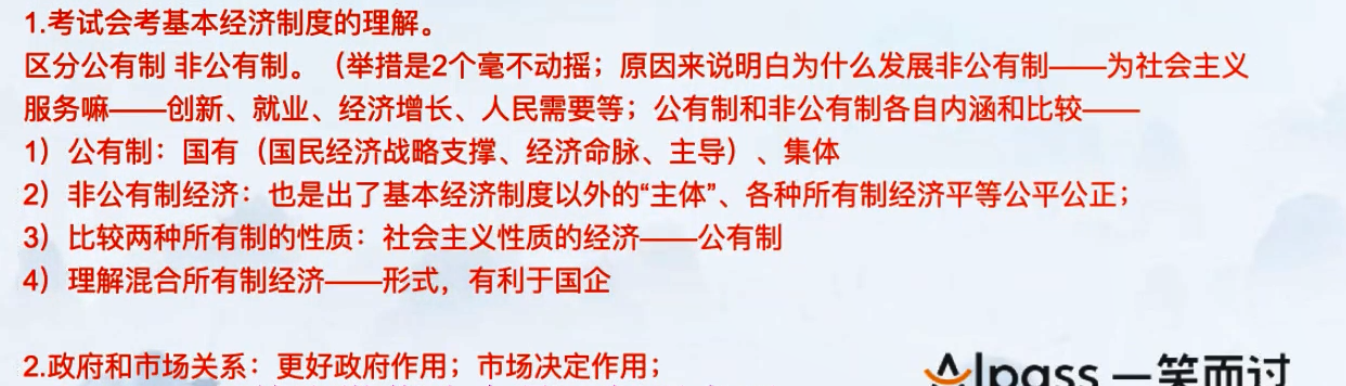 1.考试会考基本经济制度的理解。
区分公有制 非公有制。（举措是2个毫不动摇；原因来说明白为什么发展非公有制——为社会主义
服务嘛——创新、就业、经济增长、人民需要等；公有制和非公有制各自内涵和比较——
1）公有制：国有（国民经济战略支撑、经济命脉、主导）、集体
2）非公有制经济：也是出了基本经济制度以外的“主体”、各种所有制经济平等公平公正；
3）比较两种所有制的性质：社会主义性质的经济——公有制
4）理解混合所有制经济——形式，有利于国企
2.政府和市场关系：更好政府作用；市场决定作用；
Alpass 一笑而过